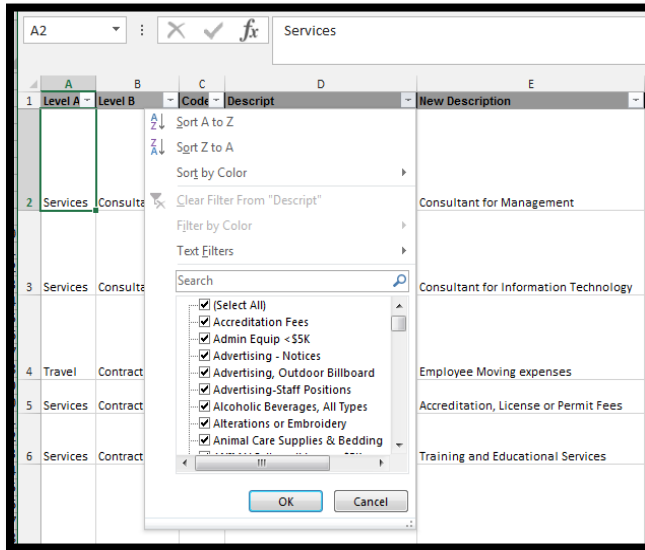 A2 fx Services
A B C D E
1 Level A Level B Code Descript New Description
Sort A to Z
Sort Z to A
Sort by Color
Clear Filter From "Descript"
Filter by Color
Text Filters
Search
(Select All)
Accreditation Fees
Admin Equip <$5K
Advertising - Notices
Advertising, Outdoor Billboard
Advertising-Staff Positions
Alcoholic Beverages, All Types
Alterations or Embroidery
Animal Care Supplies & Bedding
OK Cancel
2 Services Consulta Consultant for Management
3 Services Consulta Consultant for Information Technology
4 Travel Contract Employee Moving expenses
5 Services Contract Accreditation, License or Permit Fees
6 Services Contract Training and Educational Services